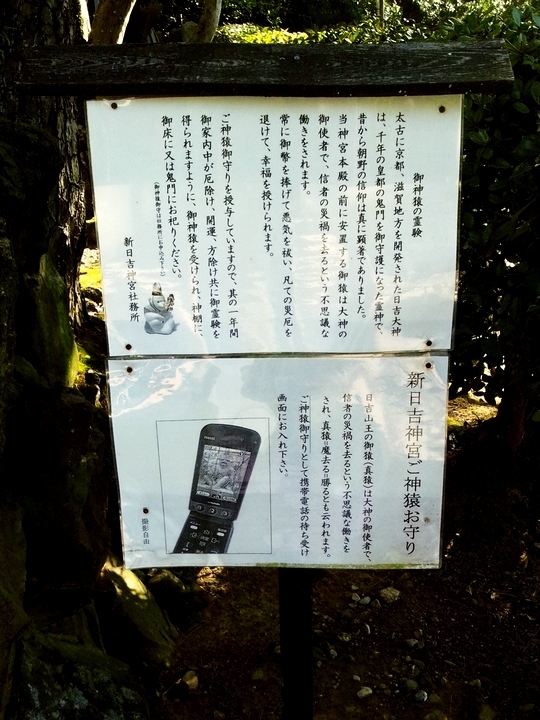 御神猿の霊験
太古に京都、滋賀地方を開発された日吉大神
は、千年の皇都の鬼門を御守護になった霊神で、
昔から朝野の信仰は真に顕著でありました。
当神宮本殿の前に安置する御猿は大神の
御使者で、信者の災禍を去るという不思議な
働きをされます。
常に御幣を捧げて悪気を祓い、凡ての災厄を
退けて、幸福を授けられます。
ご神猿御守りを授与していますので、其の一年間
御家内中が厄除け、開運、方除け共に御霊験を
得られますように、御神猿を受けられ、神棚に、
御床に又は鬼門にお祀りください。
(御神猿御守は社務所にお申込み下さい)
新日吉神宮社務所
新日吉神宮ご神猿お守り
日吉山王の御猿(真猿)は大神の御使者で、
信者の災禍を去るという不思議な働きを
され、真猿=魔去る=勝るとも云われます。
ご神猿御守りとして携帯電話の待ち受け
画面にお入れ下さい。
撮影自由